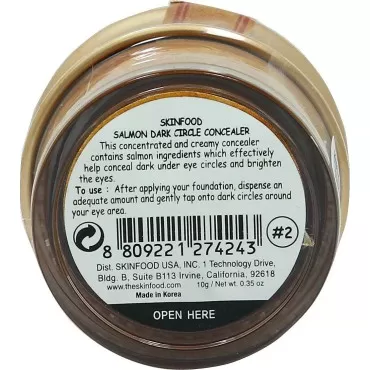 SKINFOOD
SALMON DARK CIRCLE CONCEALER
This concentrated and creamy concealer
contains salmon ingredients which effectively
help conceal dark under eye circles and brighten
the eyes.
To use : After applying your foundation, dispense an
adequate amount and gently tap onto dark circles around
your eye area.
8 809221 274243
#2
Dist. SKINFOOD USA, INC. 1 Technology Drive,
Bldg. B, Suite B113 Irvine, California, 92618
www.theskinfood.com 10g / Net wt. 0.35 oz
Made in Korea
OPEN HERE